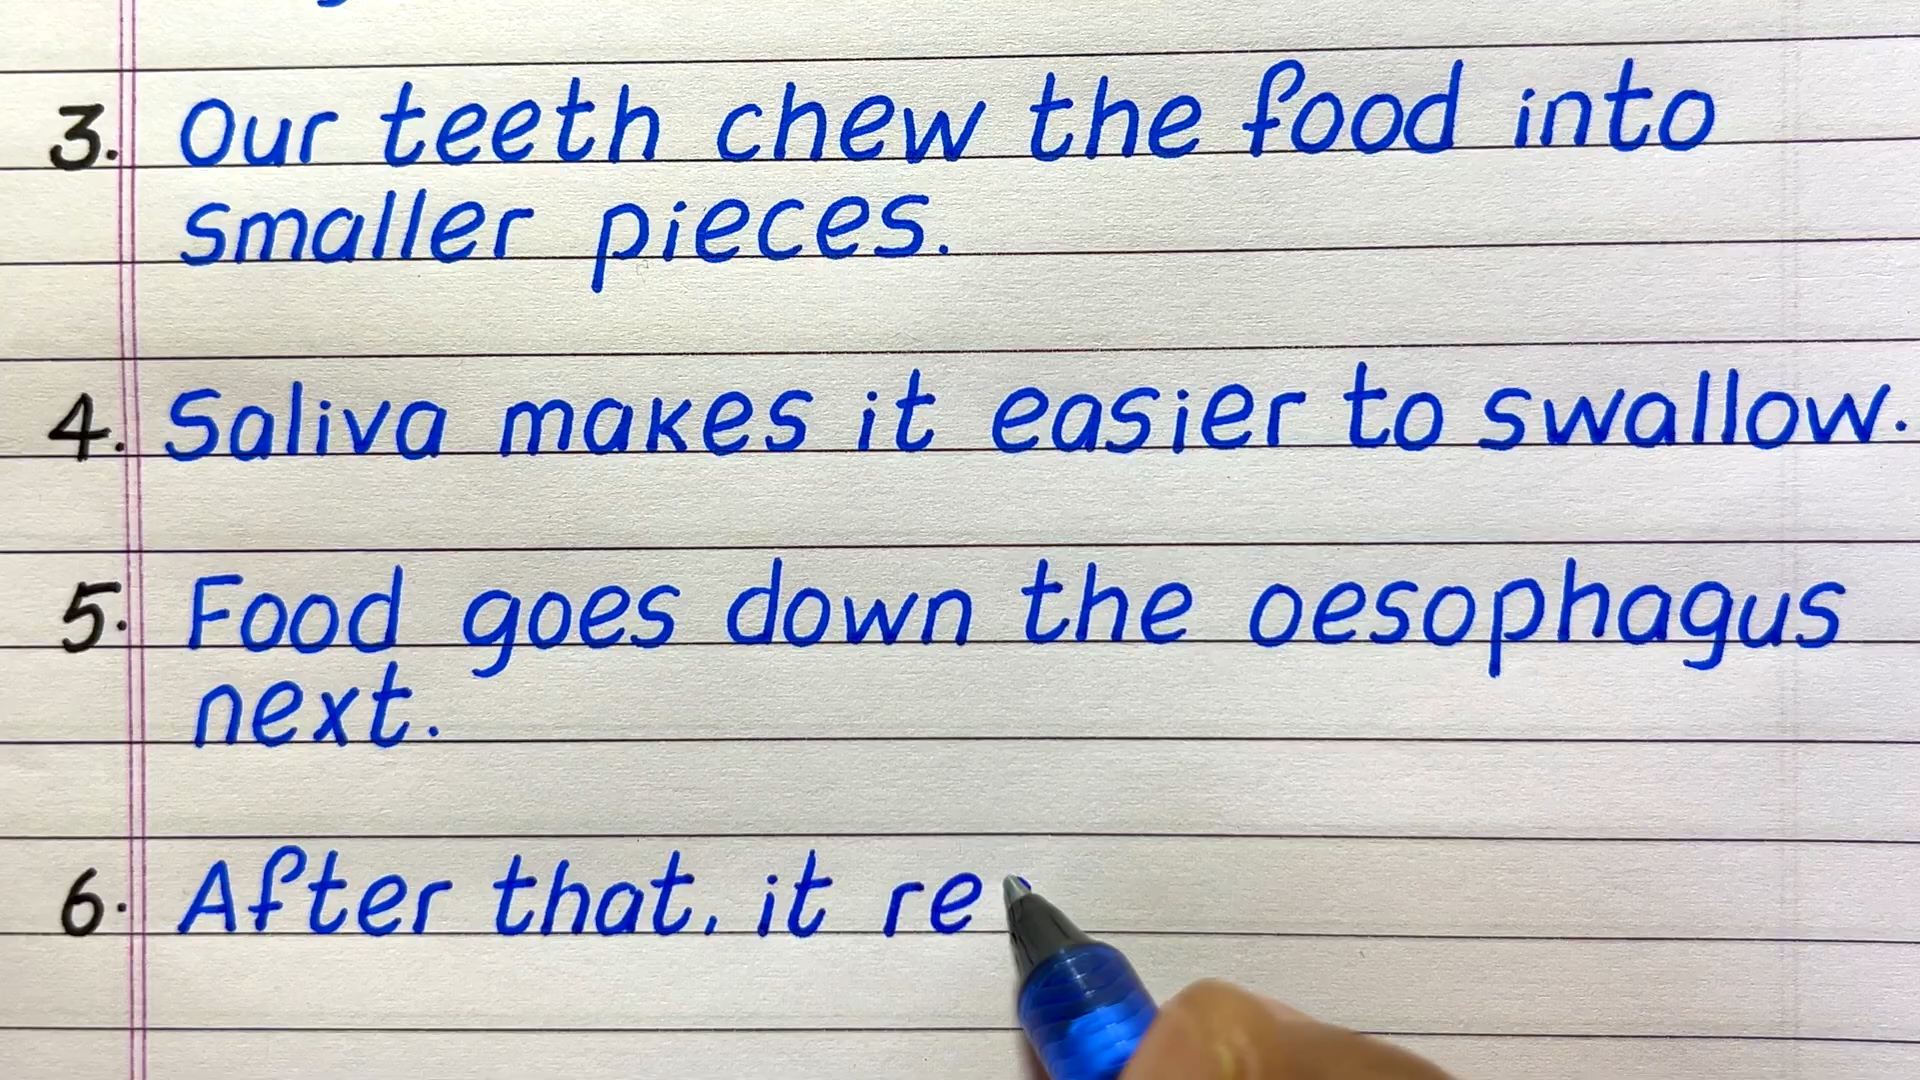 3. Our teeth chew the food into
smaller pieces.
4. Saliva makes it easier to swallow.
5. Food goes down the oesophagus
next.
6. After that, it re